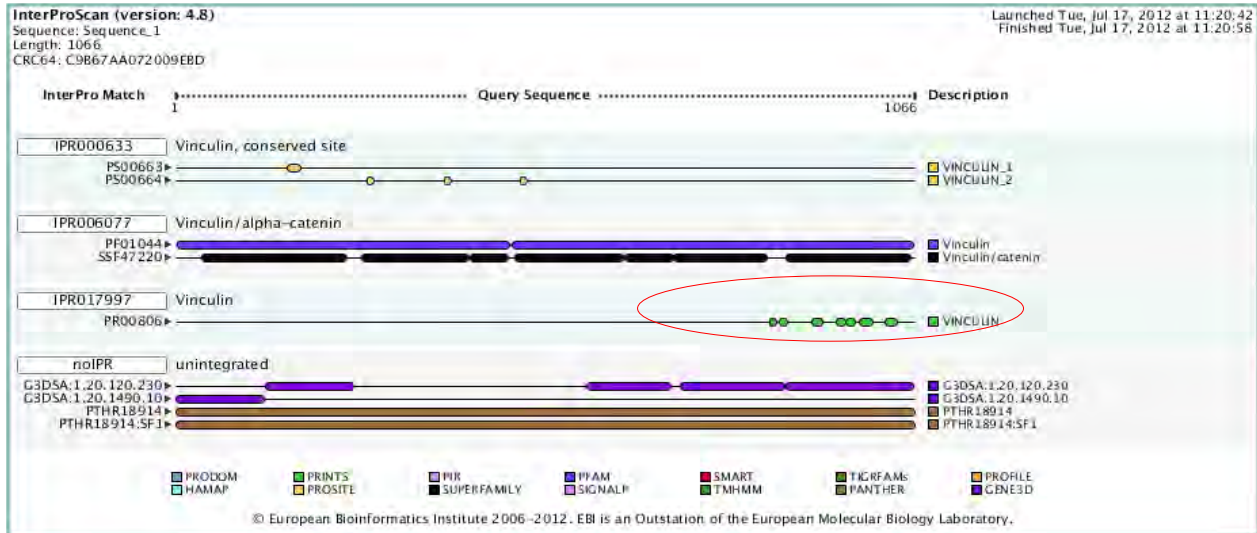 InterProScan (version: 4.8)
Sequence: Sequence_1
Length: 1066
CRC64: C9B67AA072009EBD
Launched Tue, Jul 17, 2012 at 11:20:42
Finished Tue, Jul 17, 2012 at 11:20:58
InterPro Match 1 Query Sequence 1066 Description
IPR000633 Vinculin, conserved site
PS00663 VINCULIN_1
PS00664 VINCULIN_2
IPR006077 Vinculin/alpha-catenin
PF01044 Vinculin
SSF47220 Vinculin/catenin
IPR017997 Vinculin
PR00806 VINCULIN
noIPR unintegrated
G3DSA:1.20.120.230 G3DSA:1.20.120.230
G3DSA:1.20.1490.10 G3DSA:1.20.1490.10
PTHR18914 PTHR18914
PTHR18914:SF1 PTHR18914:SF1
PRODOM PRINTS PIR PFAM SMART TIGRFAMs PROFILE
HAMAP PROSITE SUPERFAMILY SIGNALP TMHMM PANTHER GENE3D
© European Bioinformatics Institute 2006-2012. EBI is an Outstation of the European Molecular Biology Laboratory.